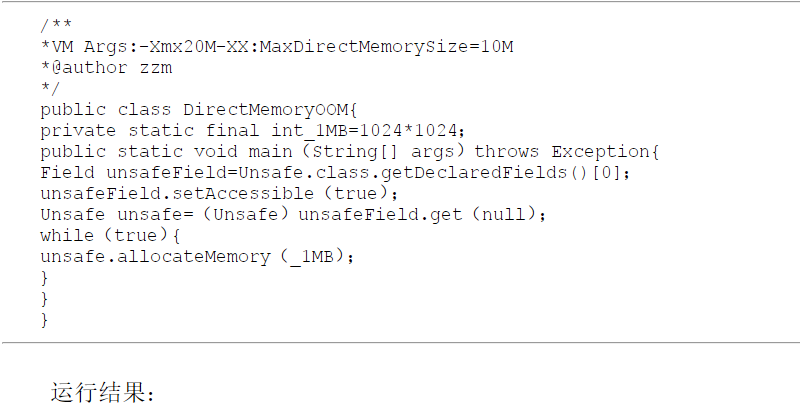 /**
*VM Args:-Xmx20M-XX:MaxDirectMemorySize=10M
*@author zzm
*/
public class DirectMemoryOOM{
private static final int_1MB=1024*1024;
public static void main（String[] args）throws Exception{
Field unsafeField=Unsafe.class.getDeclaredFields()[0];
unsafeField.setAccessible（true）;
Unsafe unsafe=（Unsafe）unsafeField.get（null）;
while（true）{
unsafe.allocateMemory（_1MB）;
}
}
}
运行结果：